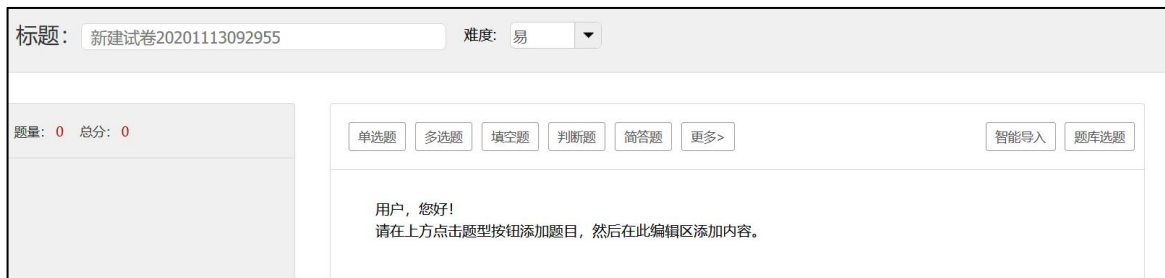 标题： 新建试卷20201113092955 难度: 易
题量： 0 总分： 0
单选题 多选题 填空题 判断题 简答题 更多> 智能导入 题库选题
用户，您好！
请在上方点击题型按钮添加题目，然后在此编辑区添加内容。